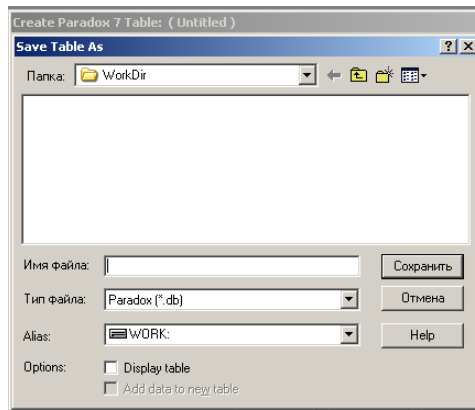 Create Paradox 7 Table: ( Untitled )
Save Table As
Папка: WorkDir
Имя файла: Сохранить
Тип файла: Paradox (*.db) Отмена
Alias: WORK: Help
Options: Display table
Add data to new table